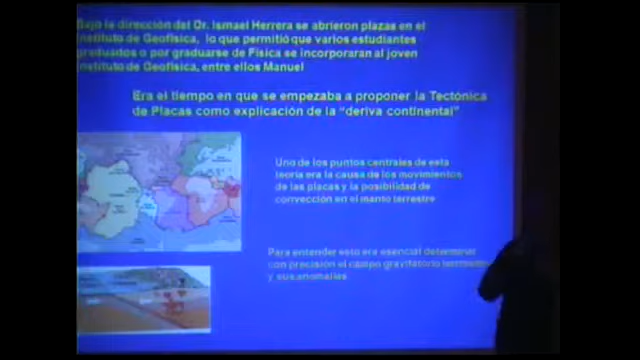 Bajo la dirección del Dr. Ismael Herrera se abrieron plazas en el
Instituto de Geofísica, lo que permitió que varios estudiantes
graduados o por graduarse de Física se incorporaran al joven
Instituto de Geofísica, entre ellos Manuel
Era el tiempo en que se empezaba a proponer la Tectónica
de Placas como explicación de la "deriva continental"
Uno de los puntos centrales de esta
teoría era la causa de los movimientos
de las placas y la posibilidad de
convección en el manto terrestre
Para entender esto era esencial determinar
con precisión el campo gravitatorio terrestre
y sus anomalías